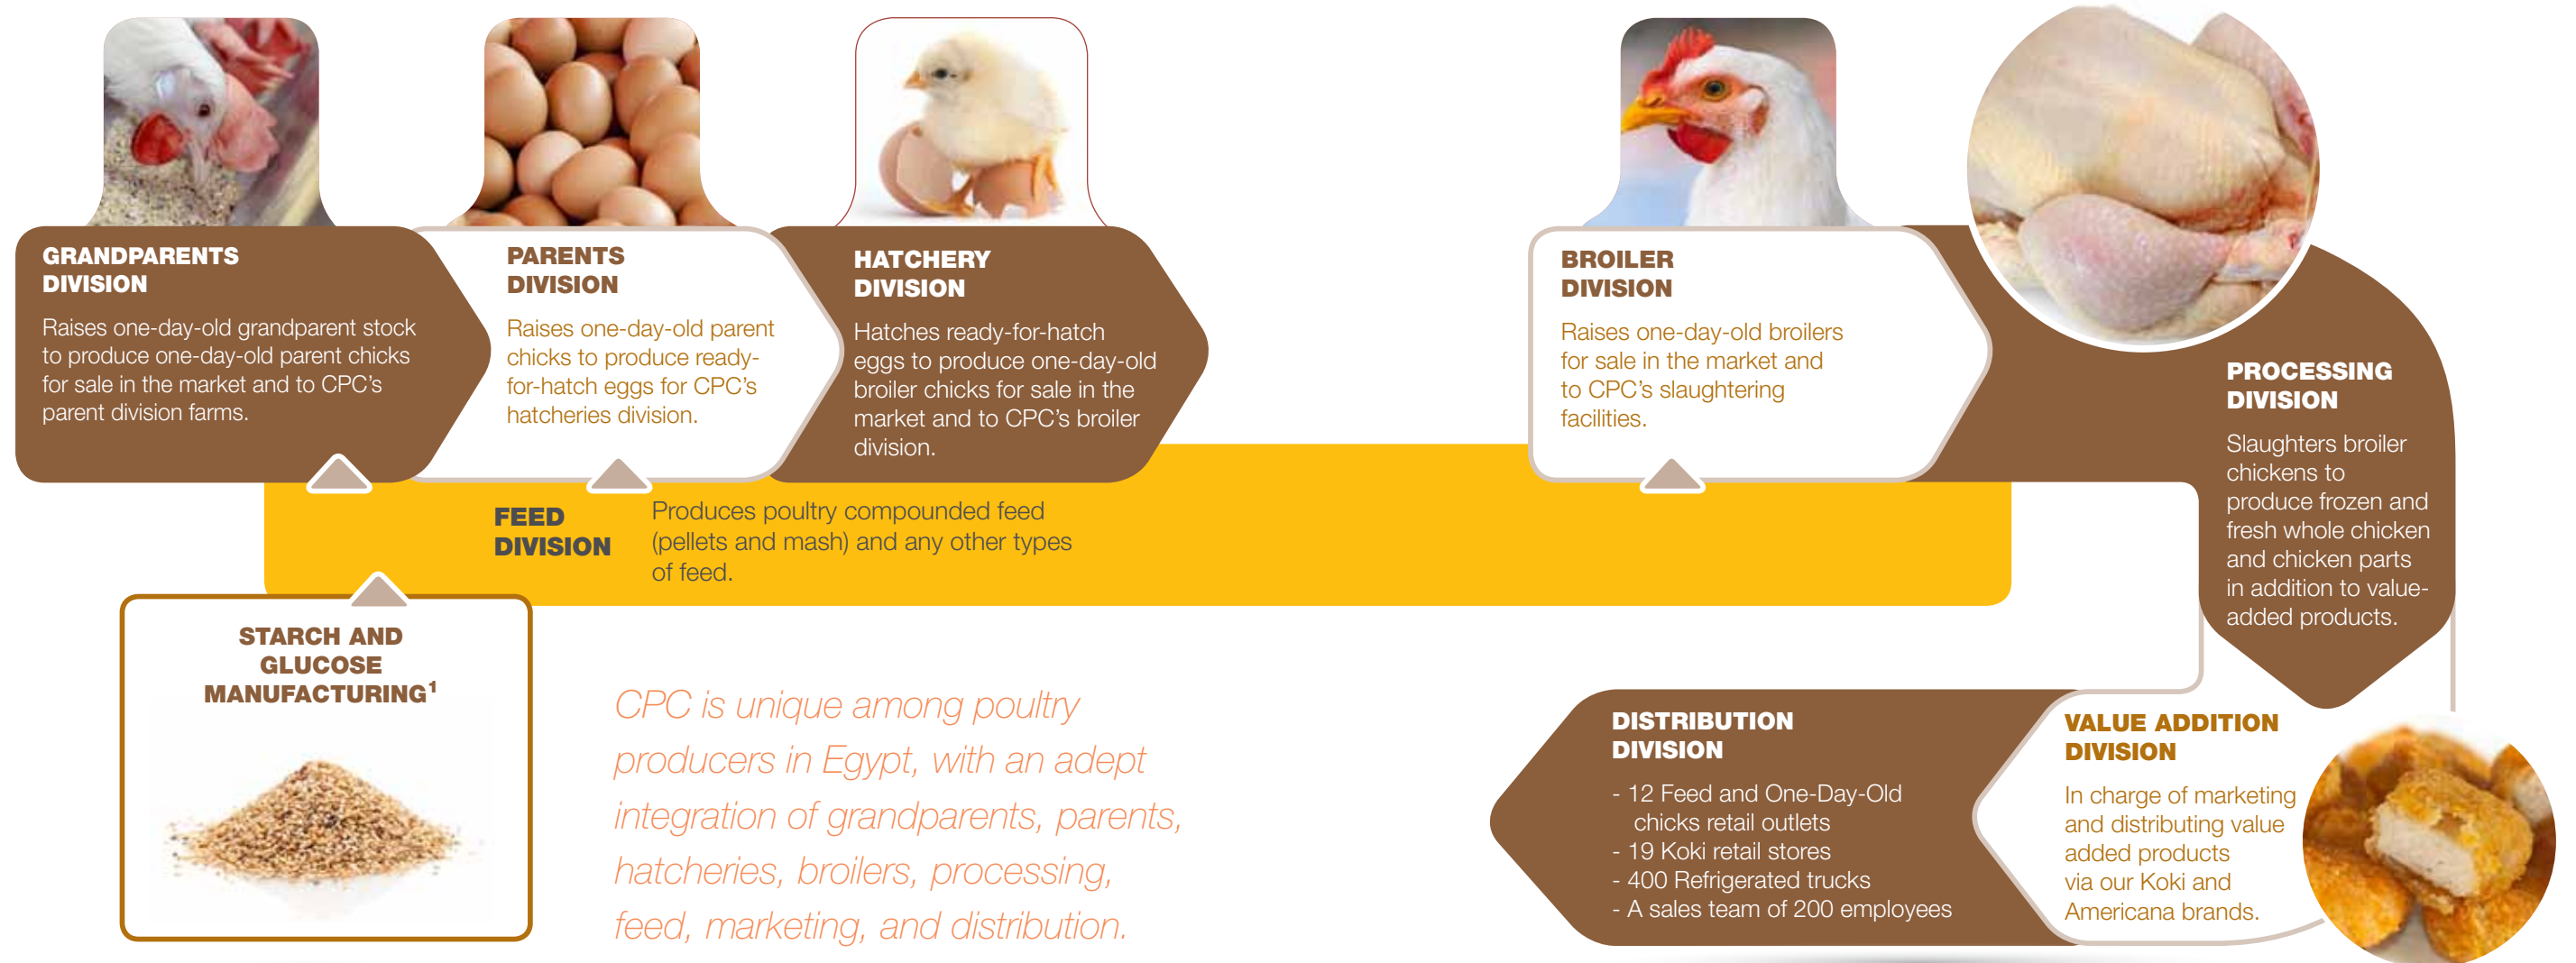 GRANDPARENTS
DIVISION
Raises one-day-old grandparent stock
to produce one-day-old parent chicks
for sale in the market and to CPC's
parent division farms.
PARENTS
DIVISION
Raises one-day-old parent
chicks to produce ready-
for-hatch eggs for CPC's
hatcheries division.
HATCHERY
DIVISION
Hatches ready-for-hatch
eggs to produce one-day-old
broiler chicks for sale in the
market and to CPC's broiler
division.
BROILER
DIVISION
Raises one-day-old broilers
for sale in the market and
to CPC's slaughtering
facilities.
PROCESSING
DIVISION
Slaughters broiler
chickens to
produce frozen and
fresh whole chicken
and chicken parts
in addition to value-
added products.
FEED
DIVISION
Produces poultry compounded feed
(pellets and mash) and any other types
of feed.
STARCH AND
GLUCOSE
MANUFACTURING¹
CPC is unique among poultry
producers in Egypt, with an adept
integration of grandparents, parents,
hatcheries, broilers, processing,
feed, marketing, and distribution.
DISTRIBUTION
DIVISION
- 12 Feed and One-Day-Old
chicks retail outlets
- 19 Koki retail stores
- 400 Refrigerated trucks
- A sales team of 200 employees
VALUE ADDITION
DIVISION
In charge of marketing
and distributing value
added products
via our Koki and
Americana brands.